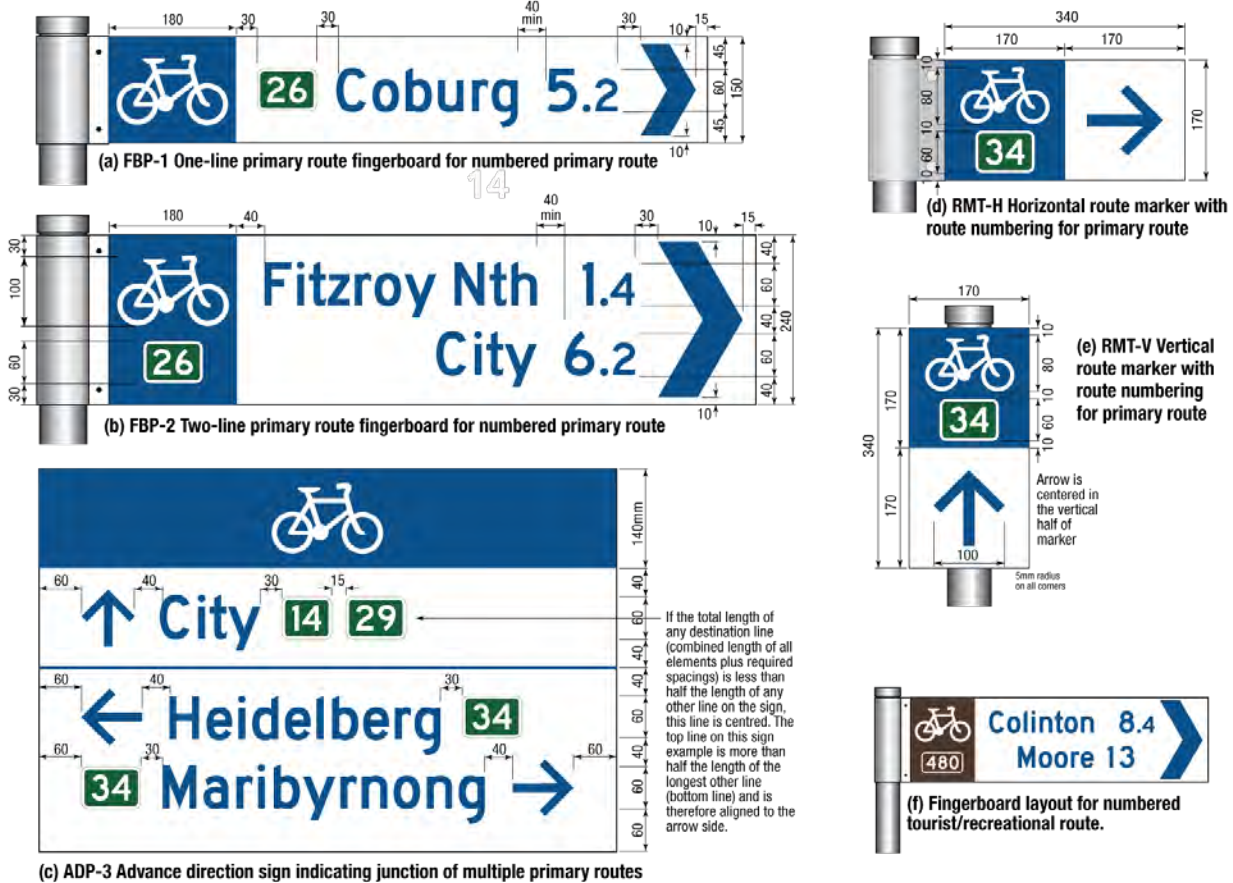 180 30 30 40 min 30 10 15
26 Coburg 5.2
45 60 45 150
10
(a) FBP-1 One-line primary route fingerboard for numbered primary route
14
180 40 40 min 30 10 15
30 100 60 30
Fitzroy Nth 1.4
City 6.2
26
40 60 40 60 40 240
10
(b) FBP-2 Two-line primary route fingerboard for numbered primary route
140mm
60 40 30 15 40
City 14 29
60
40
60 40 30 60
Heidelberg 34
60
40
60 30 40 60
34 Maribyrnong
60
60
If the total length of
any destination line
(combined length of all
elements plus required
spacings) is less than
half the length of any
other line on the sign,
this line is centred. The
top line on this sign
example is more than
half the length of the
longest other line
(bottom line) and is
therefore aligned to the
arrow side.
(c) ADP-3 Advance direction sign indicating junction of multiple primary routes
340
170 170
10 80 10 60 10
34
170
(d) RMT-H Horizontal route marker with
route numbering for primary route
170
10 80 10 60 10
34
340 170 170
100
(e) RMT-V Vertical
route marker with
route numbering
for primary route
Arrow is
centered in
the vertical
half of
marker
5mm radius
on all corners
Colinton 8.4
Moore 13
480
(f) Fingerboard layout for numbered
tourist/recreational route.